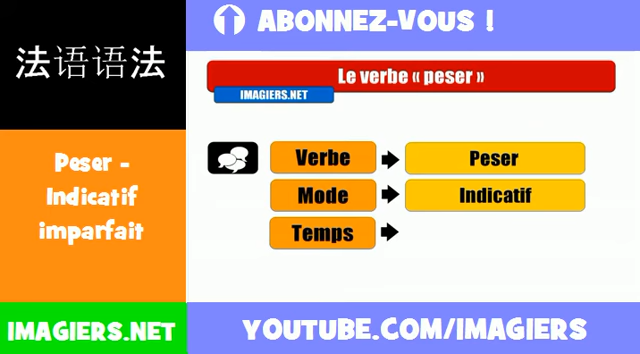 法语语法
Peser -
Indicatif
imparfait
IMAGIERS.NET
ABONNEZ-VOUS !
Le verbe « peser »
IMAGIERS.NET
Verbe
Peser
Mode
Indicatif
Temps
YOUTUBE.COM/IMAGIERS